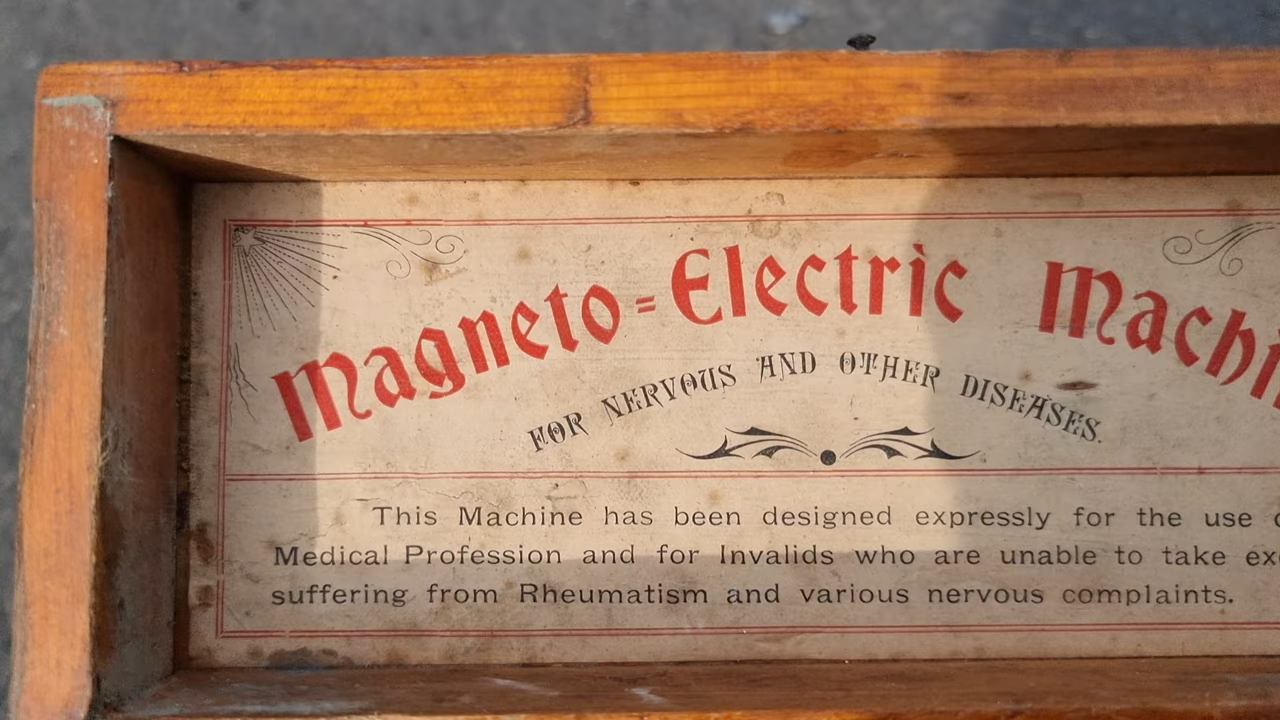 Magneto=Electric Machin
FOR NERVOUS AND OTHER DISEASES.
This Machine has been designed expressly for the use
Medical Profession and for Invalids who are unable to take
suffering from Rheumatism and various nervous complaints.